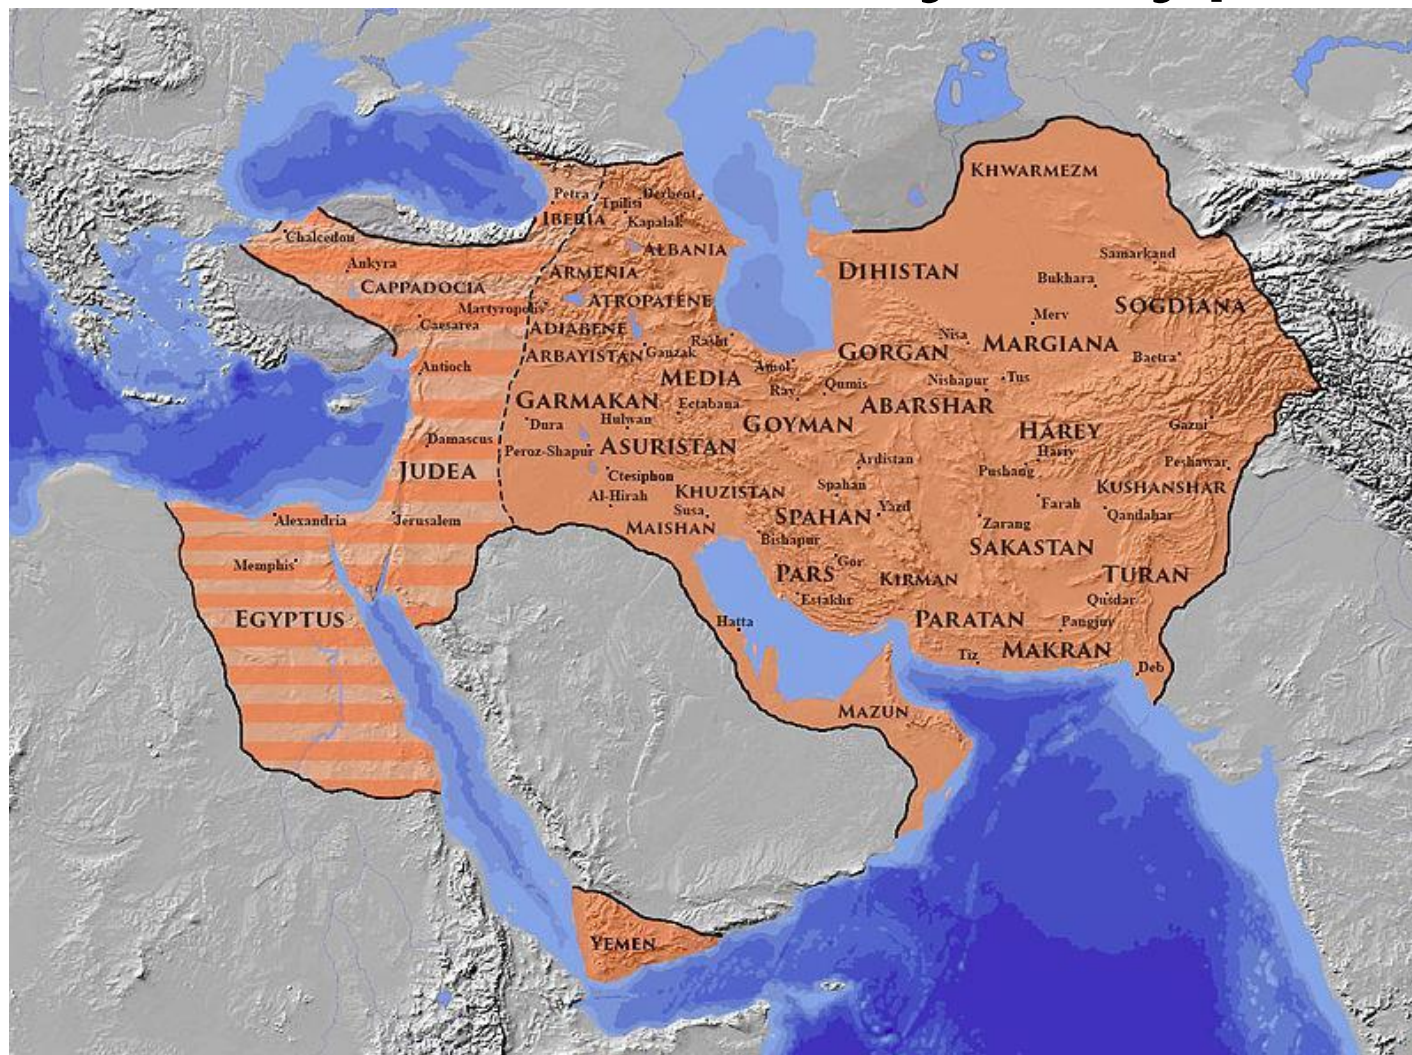 KHWARMEZM
Petra
Derbent
Tpilisi
IBERIA
Kapalak
Chalcedon
ALBANIA
Samarkand
Ankyra
ARMENIA
DIHISTAN
Bukhara
CAPPADOCIA
ATROPATENE
SOGDIANA
Martyropolis
Merv
Caesarea
ADIABENE
Rasht
Nisa
MARGIANA
ARBAYISTAN
Ganzak
GORGAN
Bactra
Antioch
Amol
MEDIA
Ray
Qumis
Nishapur
Tus
GARMAKAN
Ectabana
ABARSHAR
Dura
Hulwan
GOYMAN
Gazni
Damascus
HAREY
Peroz-Shapur
ASURISTAN
Hariy
Ardistan
Pushang
Peshawar
JUDEA
Ctesiphon
Spahan
KUSHANSHAR
Al-Hirah
KHUZISTAN
Susa
Yazd
Farah
Qandahar
Alexandria
Jerusalem
MAISHAN
SPAHAN
Zarang
Bishapur
SAKASTAN
Memphis
Gor
PARS
KIRMAN
TURAN
Estakhr
Qusdar
EGYPTUS
Hatta
PARATAN
Pangjur
Tiz
MAKRAN
Deb
MAZUN
YEMEN